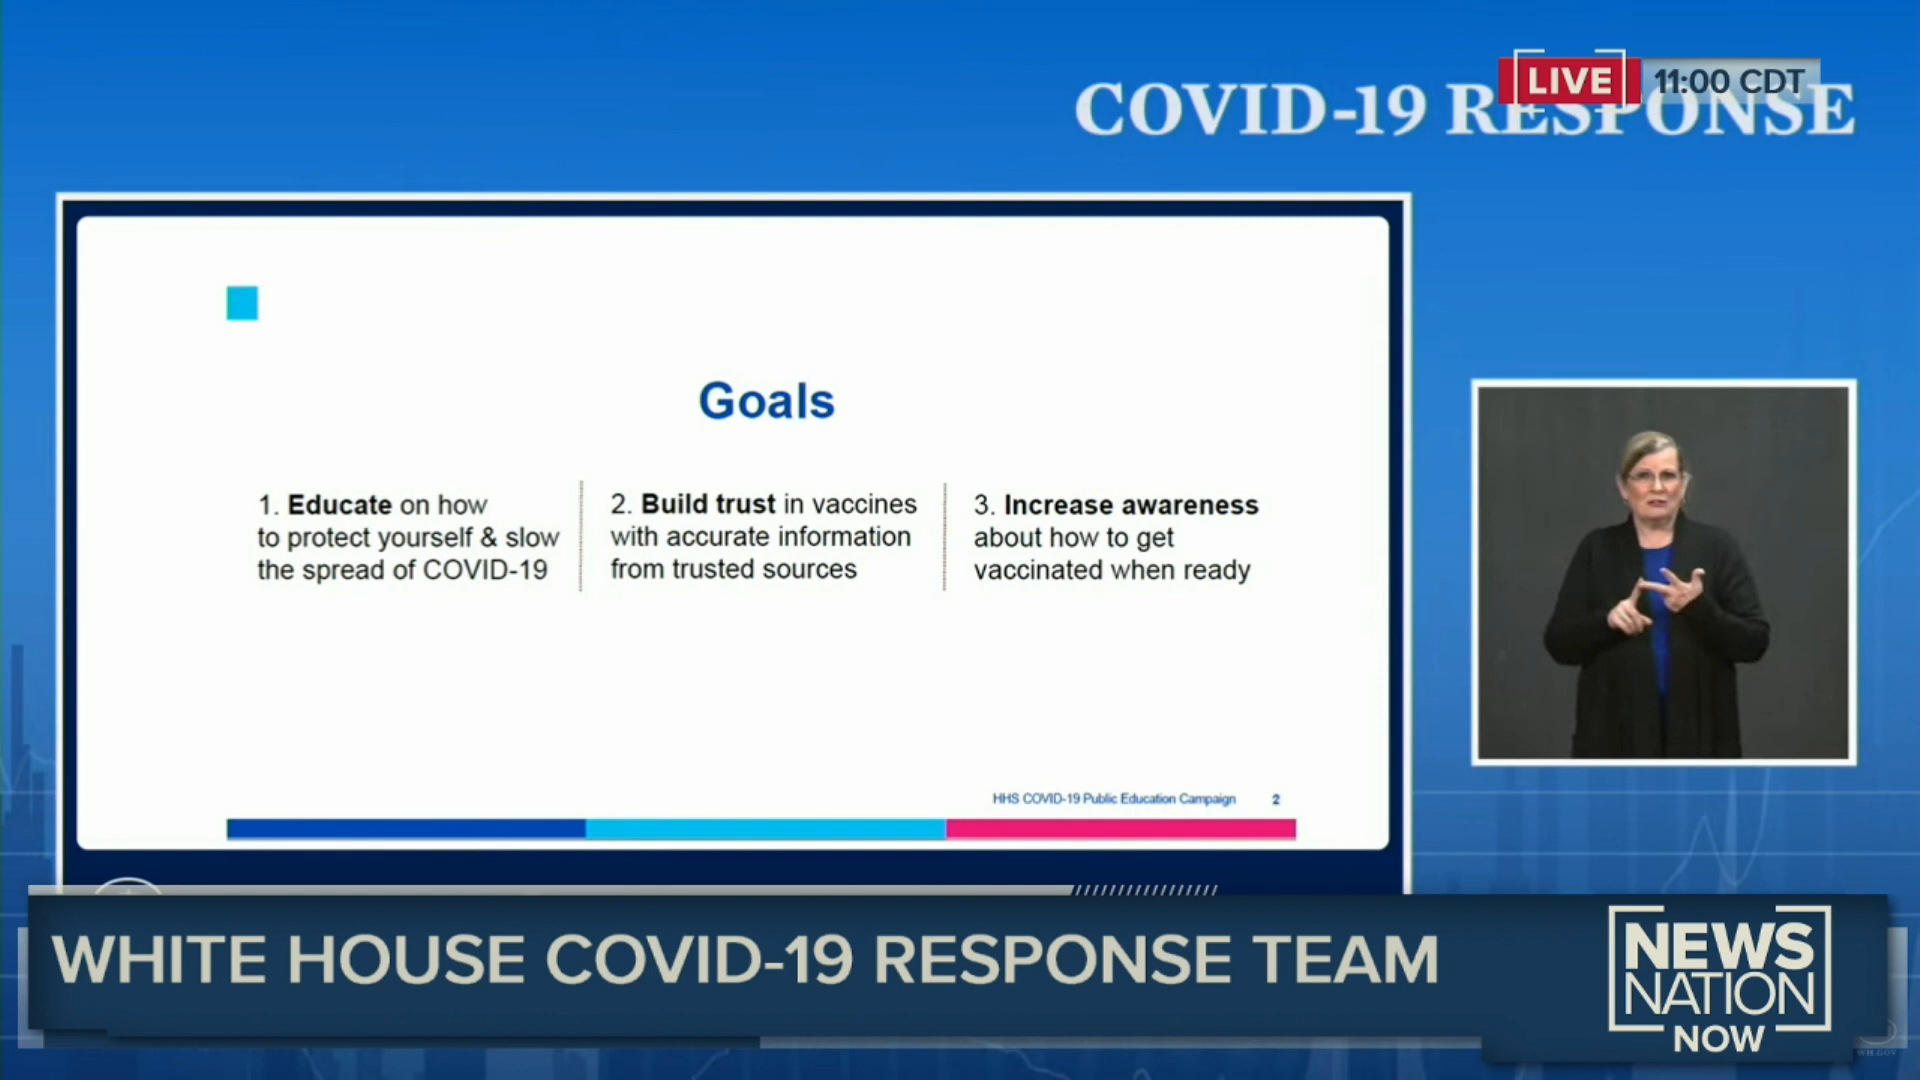 LIVE 11:00 CDT
COVID-19 RESPONSE
Goals
1. Educate on how
to protect yourself & slow
the spread of COVID-19
2. Build trust in vaccines
with accurate information
from trusted sources
3. Increase awareness
about how to get
vaccinated when ready
HHS COVID-19 Public Education Campaign 2
WHITE HOUSE COVID-19 RESPONSE TEAM
NEWS
NATION
NOW
WH.GOV